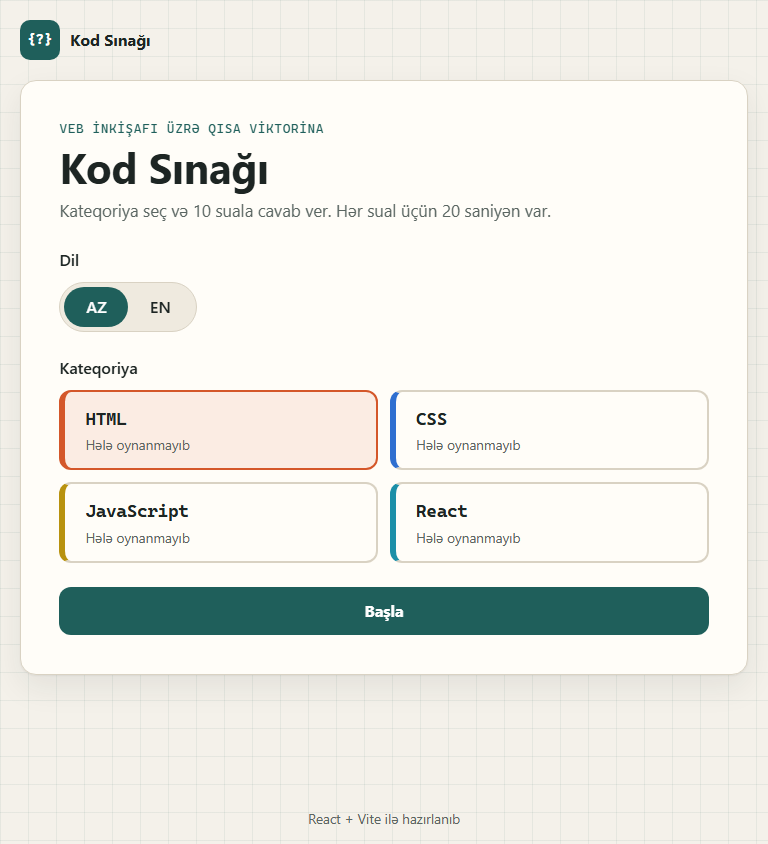 {?} Kod Sınağı
VEB İNKİŞAFI ÜZRƏ QISA VİKTORİNA
Kod Sınağı
Kateqoriya seç və 10 suala cavab ver. Hər sual üçün 20 saniyən var.
Dil
AZ EN
Kateqoriya
HTML
Hələ oynanmayıb
CSS
Hələ oynanmayıb
JavaScript
Hələ oynanmayıb
React
Hələ oynanmayıb
Başla
React + Vite ilə hazırlanıb